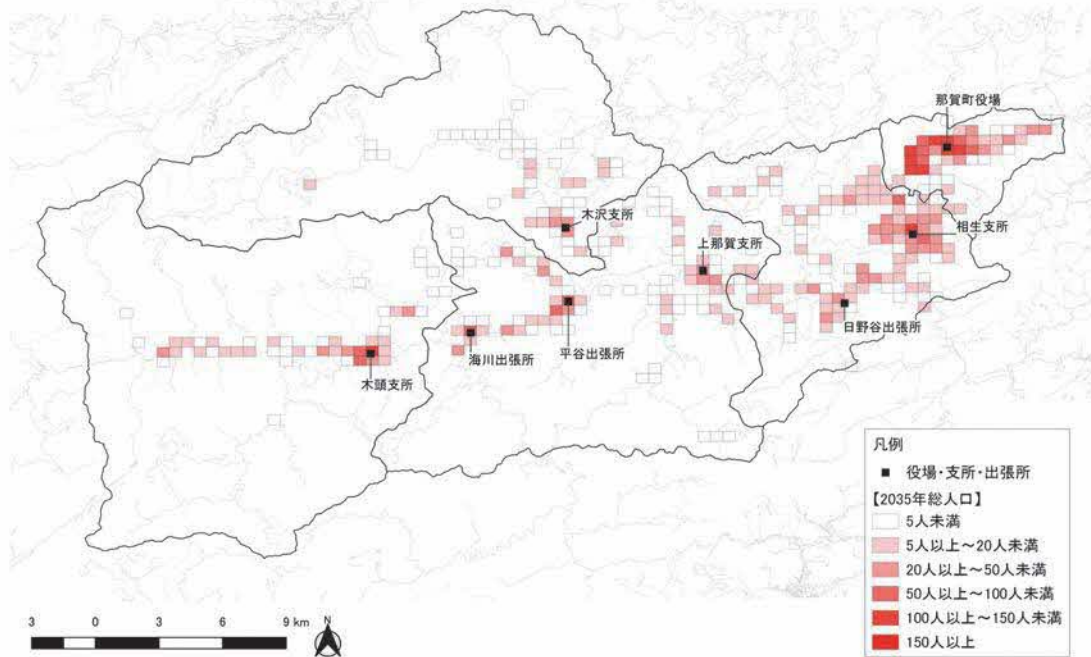 那賀町役場
相生支所
木沢支所
上那賀支所
日野谷出張所
平谷出張所
海川出張所
木頭支所
凡例
役場・支所・出張所
【2035年総人口】
5人未満
5人以上～20人未満
20人以上～50人未満
50人以上～100人未満
100人以上～150人未満
150人以上
3 0 3 6 9 km
N